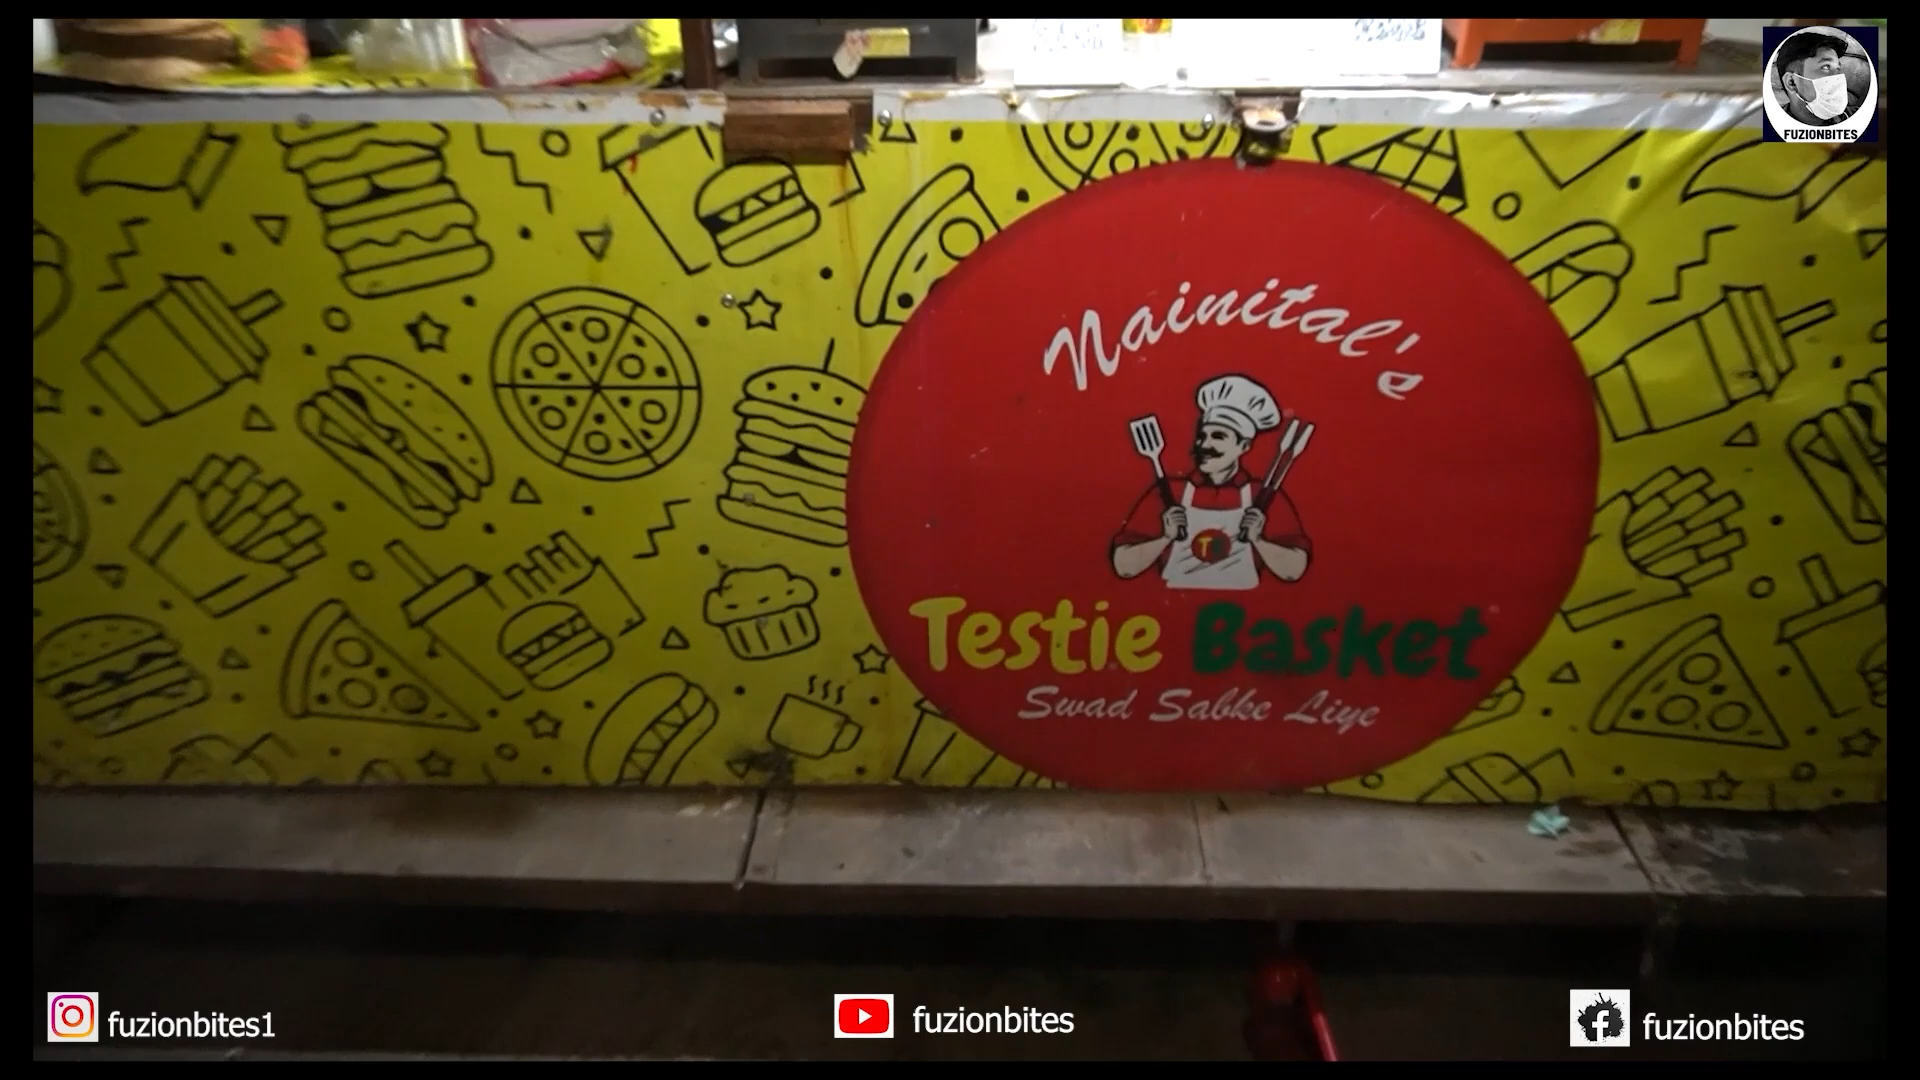 FUZIONBITES
Nainital's
T
Testie Basket
Swad Sabke Liye
fuzionbites1
fuzionbites
fuzionbites